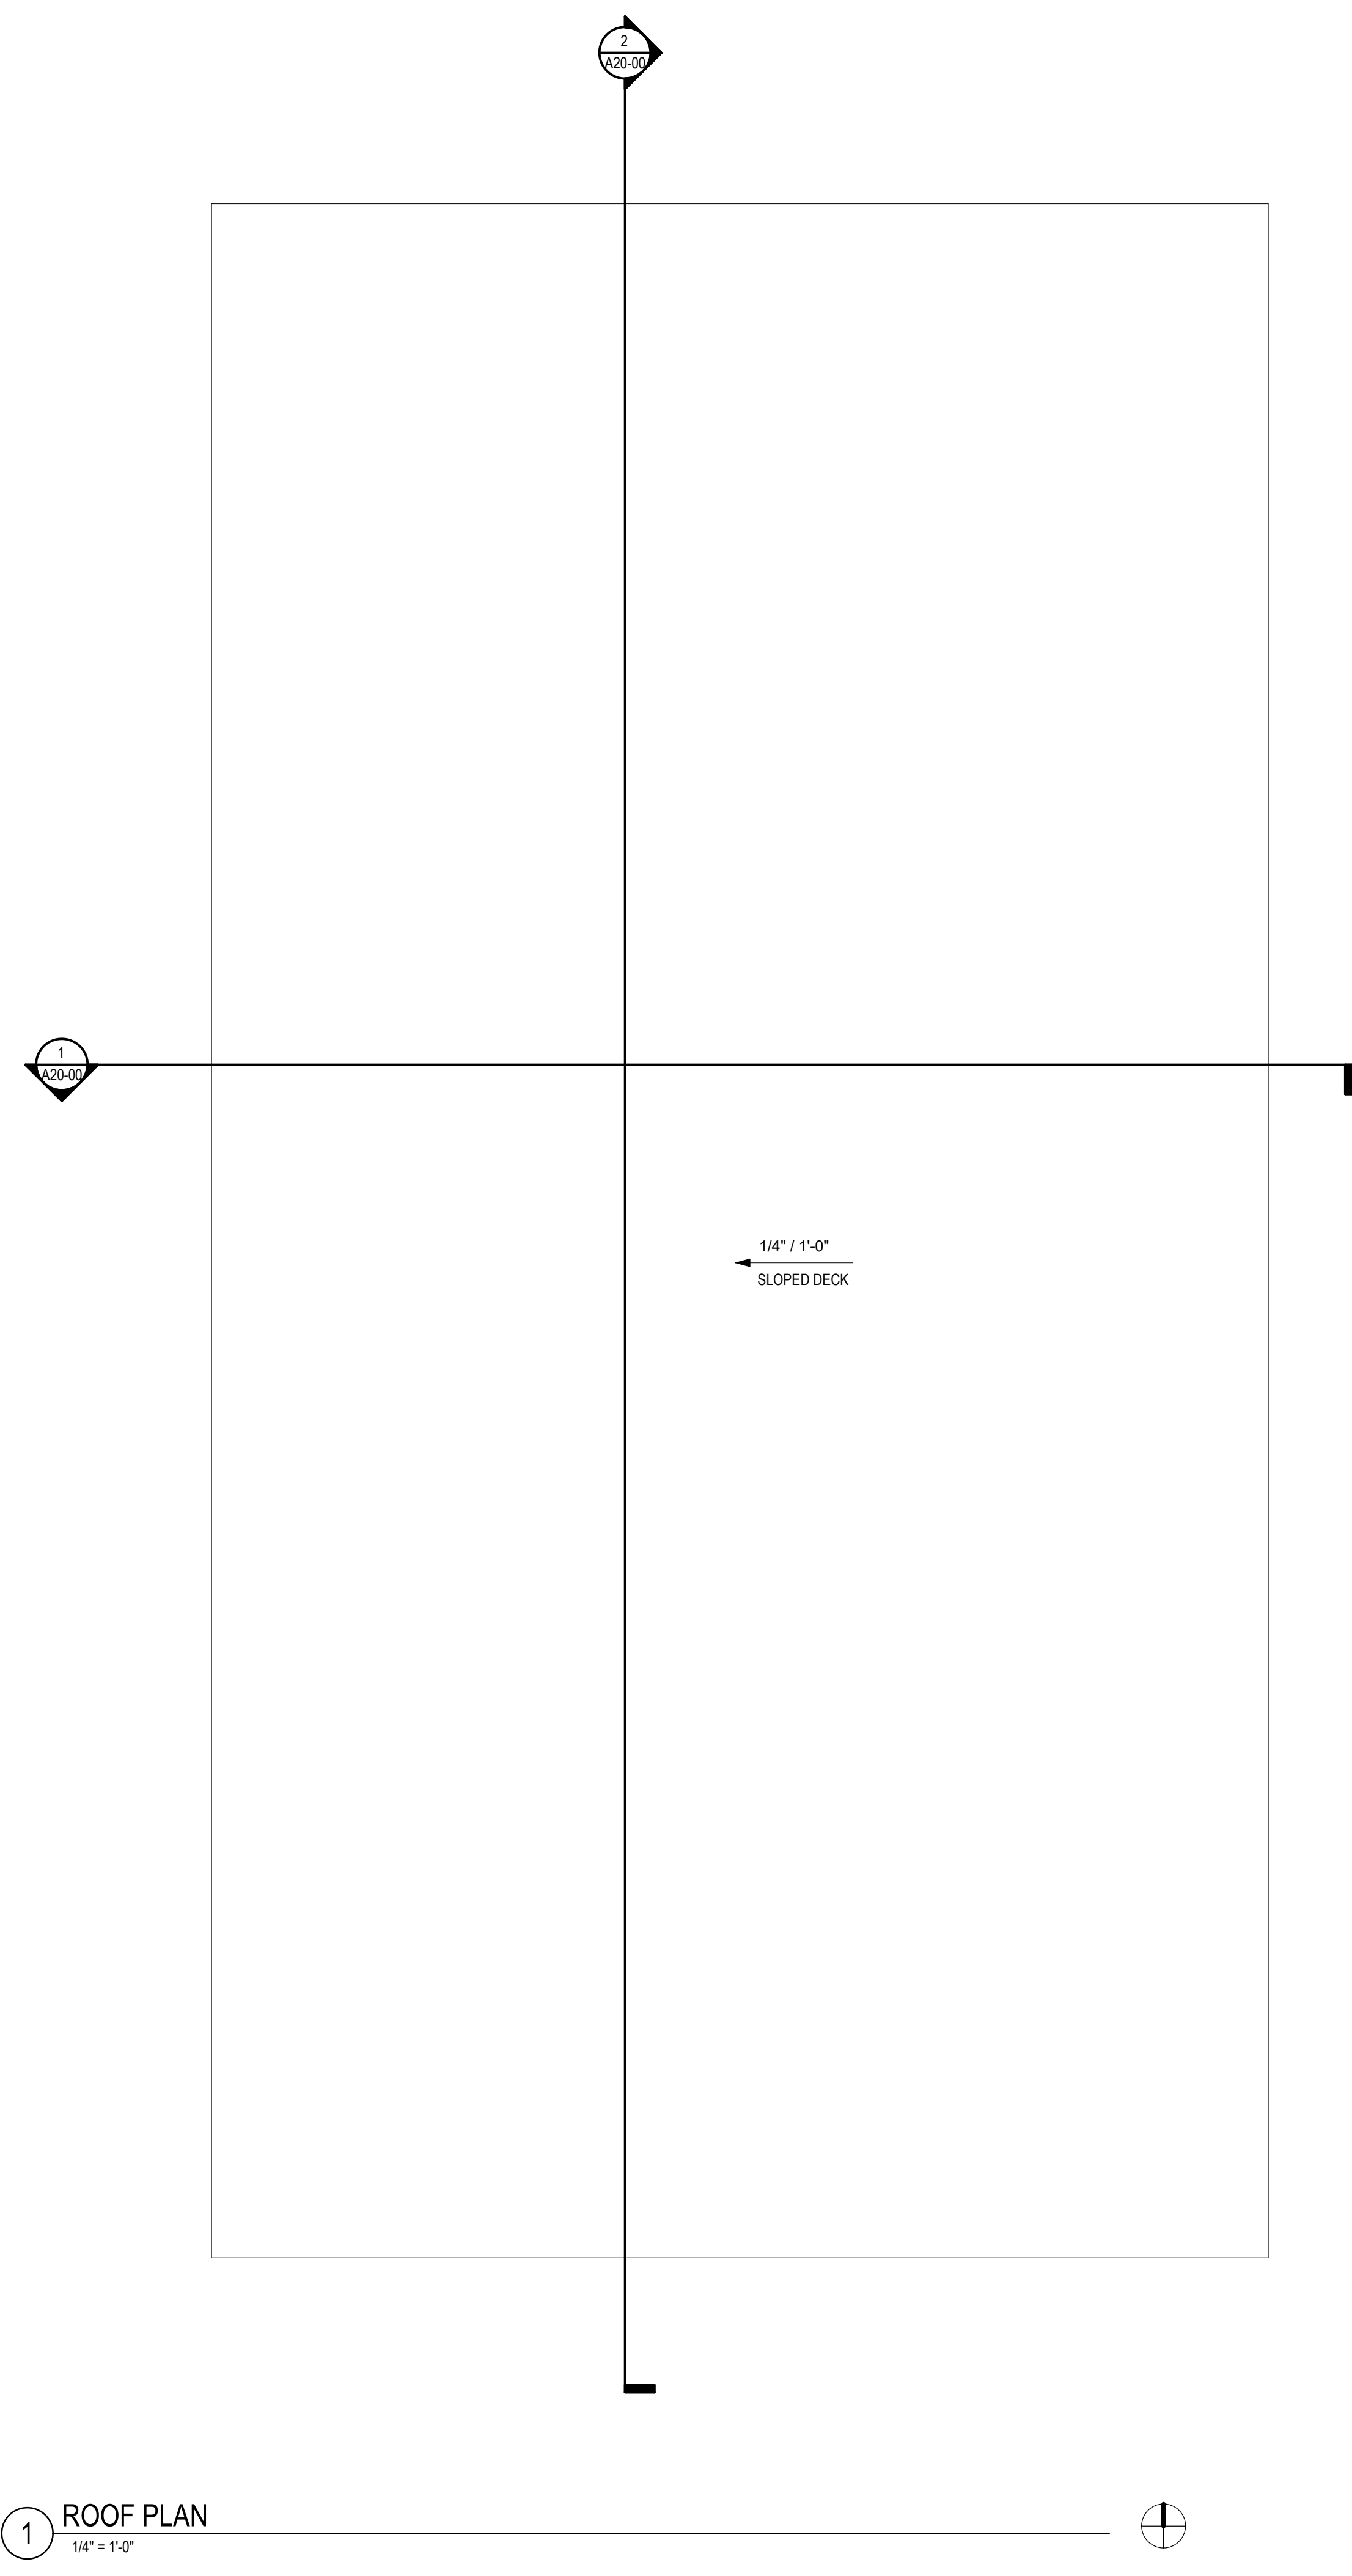 2
A20-00
1
A20-00
1/4" / 1'-0"
SLOPED DECK
1
ROOF PLAN
1/4" = 1'-0"